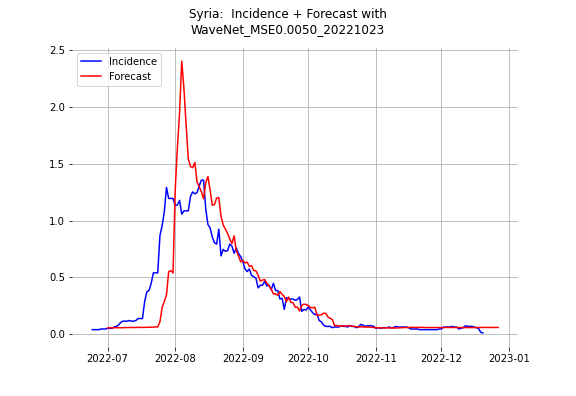 Syria:  Incidence + Forecast with
WaveNet_MSE0.0050_20221023
2.5
2.0
1.5
1.0
0.5
0.0
Incidence
Forecast
2022-07 2022-08 2022-09 2022-10 2022-11 2022-12 2023-01